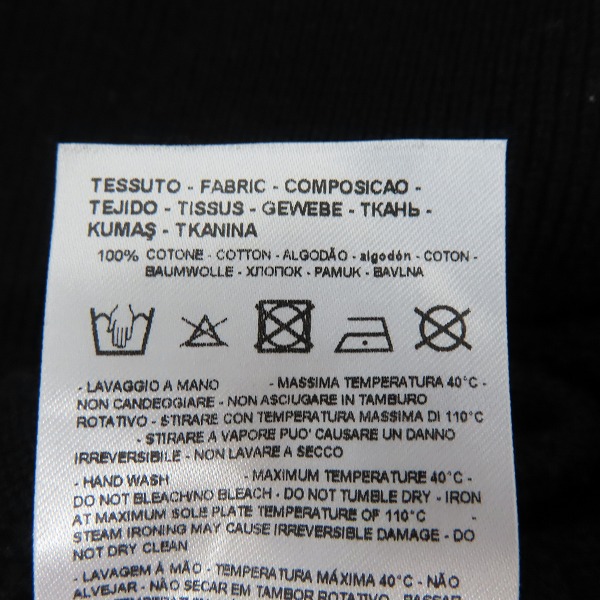 TESSUTO - FABRIC - COMPOSICAO -
TEJIDO - TISSUS - GEWEBE - ТКАНЬ -
KUMAŞ - TKANINA
100% COTONE - COTTON - ALGODÃO - algodón - COTON -
BAUMWOLLE - ХЛОПОК - PAMUK - BAVLNA
- LAVAGGIO A MANO - MASSIMA TEMPERATURA 40°C -
NON CANDEGGIARE - NON ASCIUGARE IN TAMBURO
ROTATIVO - STIRARE CON TEMPERATURA MASSIMA DI 110°C
- STIRARE A VAPORE PUO' CAUSARE UN DANNO
IRREVERSIBILE - NON LAVARE A SECCO
- HAND WASH - MAXIMUM TEMPERATURE 40°C -
DO NOT BLEACH/NO BLEACH - DO NOT TUMBLE DRY - IRON
AT MAXIMUM SOLE PLATE TEMPERATURE OF 110°C -
STEAM IRONING MAY CAUSE IRREVERSIBLE DAMAGE - DO
NOT DRY CLEAN
- LAVAGEM À MÃO - TEMPERATURA MÁXIMA 40°C - NÃO
ALVEJAR - NÃO SECAR EM TAMBOR ROTATIVO - PASSAR